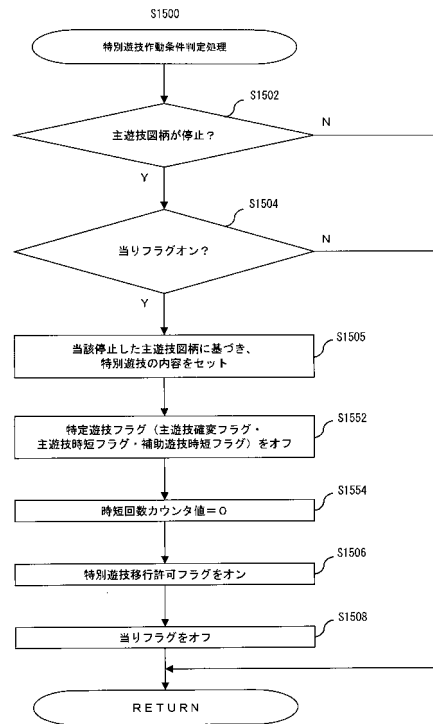 S1500
特別遊技作動条件判定処理
S1502
主遊技図柄が停止？
N
Y
S1504
当りフラグオン？
N
Y
S1505
当該停止した主遊技図柄に基づき、
特別遊技の内容をセット
S1552
特定遊技フラグ（主遊技確変フラグ・
主遊技時短フラグ・補助遊技時短フラグ）をオフ
S1554
時短回数カウンタ値＝０
S1506
特別遊技移行許可フラグをオン
S1508
当りフラグをオフ
ＲＥＴＵＲＮ